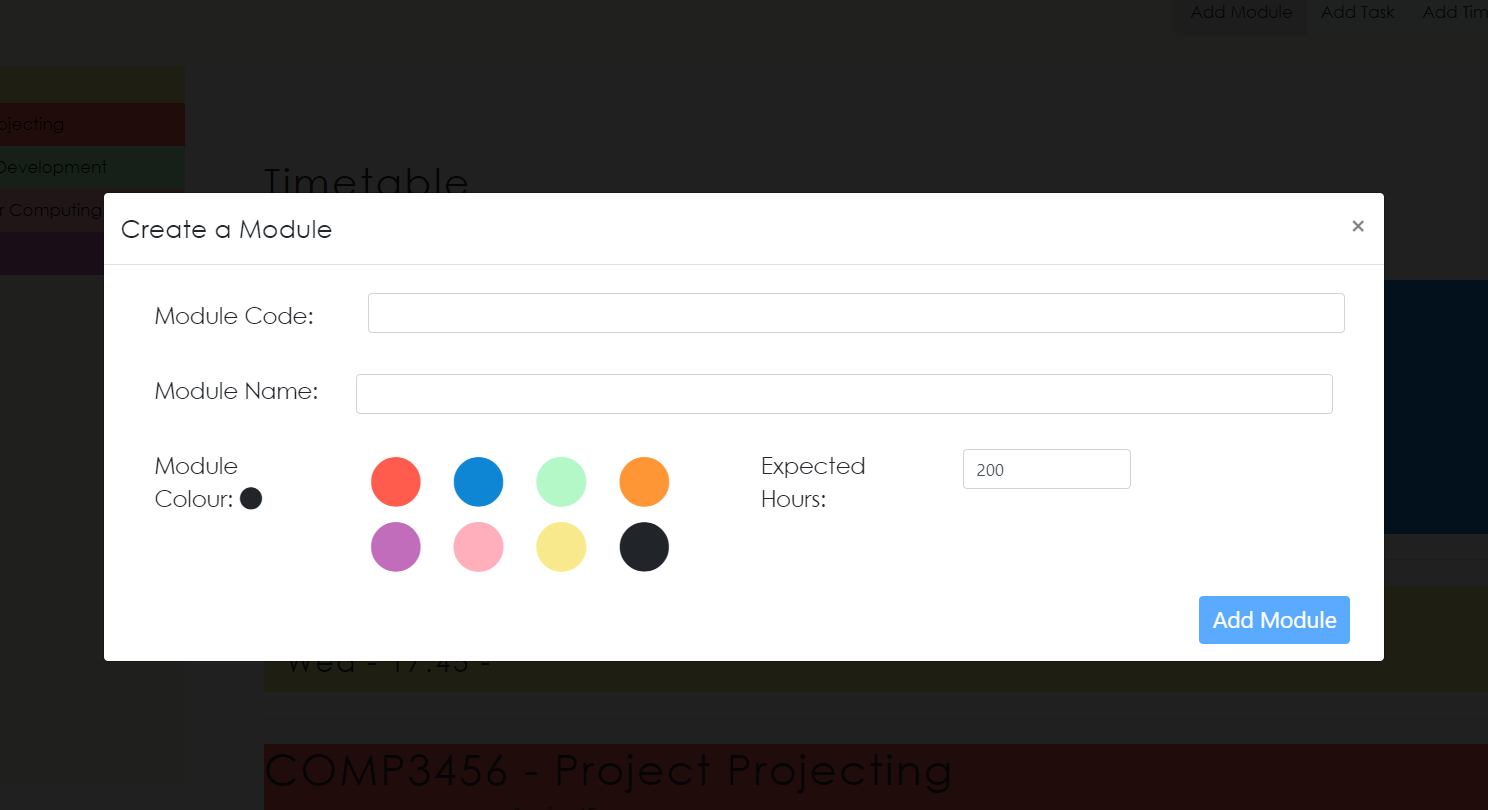 Add Module Add Task Add Tim
ojecting
Development
r Computing
Timetable
Create a Module ×
Module Code:
Module Name:
Module
Colour:
Expected
Hours:
200
Add Module
Wed - 17:45 -
COMP3456 - Project Projecting